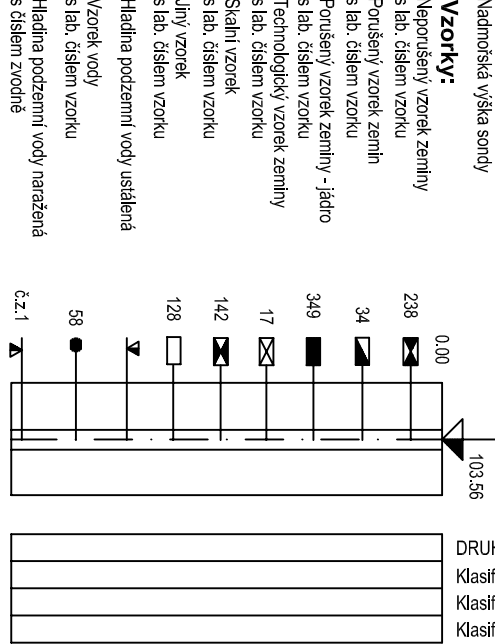 Nadmořská výška sondy
Vzorky:
Neporušený vzorek zeminy
s lab. číslem vzorku
Porušený vzorek zemin
s lab. číslem vzorku
Porušený vzorek zeminy - jádro
s lab. číslem vzorku
Technologický vzorek zeminy
s lab. číslem vzorku
Skalní vzorek
s lab. číslem vzorku
Jiný vzorek
s lab. číslem vzorku
Hladina podzemní vody ustálená
Vzorek vody
s lab. číslem vzorku
Hladina podzemní vody naražená
s číslem zvodně
0.00
238
34
349
17
142
128
58
č.z.1
103.56
DRUH
Klasif
Klasif
Klasif